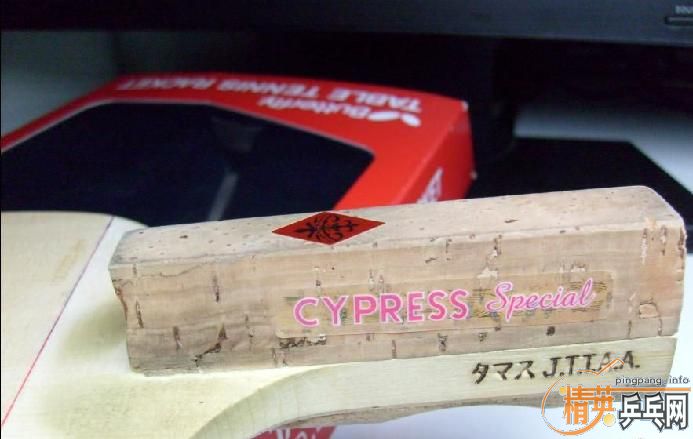 Butterfly
TABLE TENNIS RACKET
CYPRESS Special
タマス J.T.T.A.A.
pingpang.info
精英乒乓网